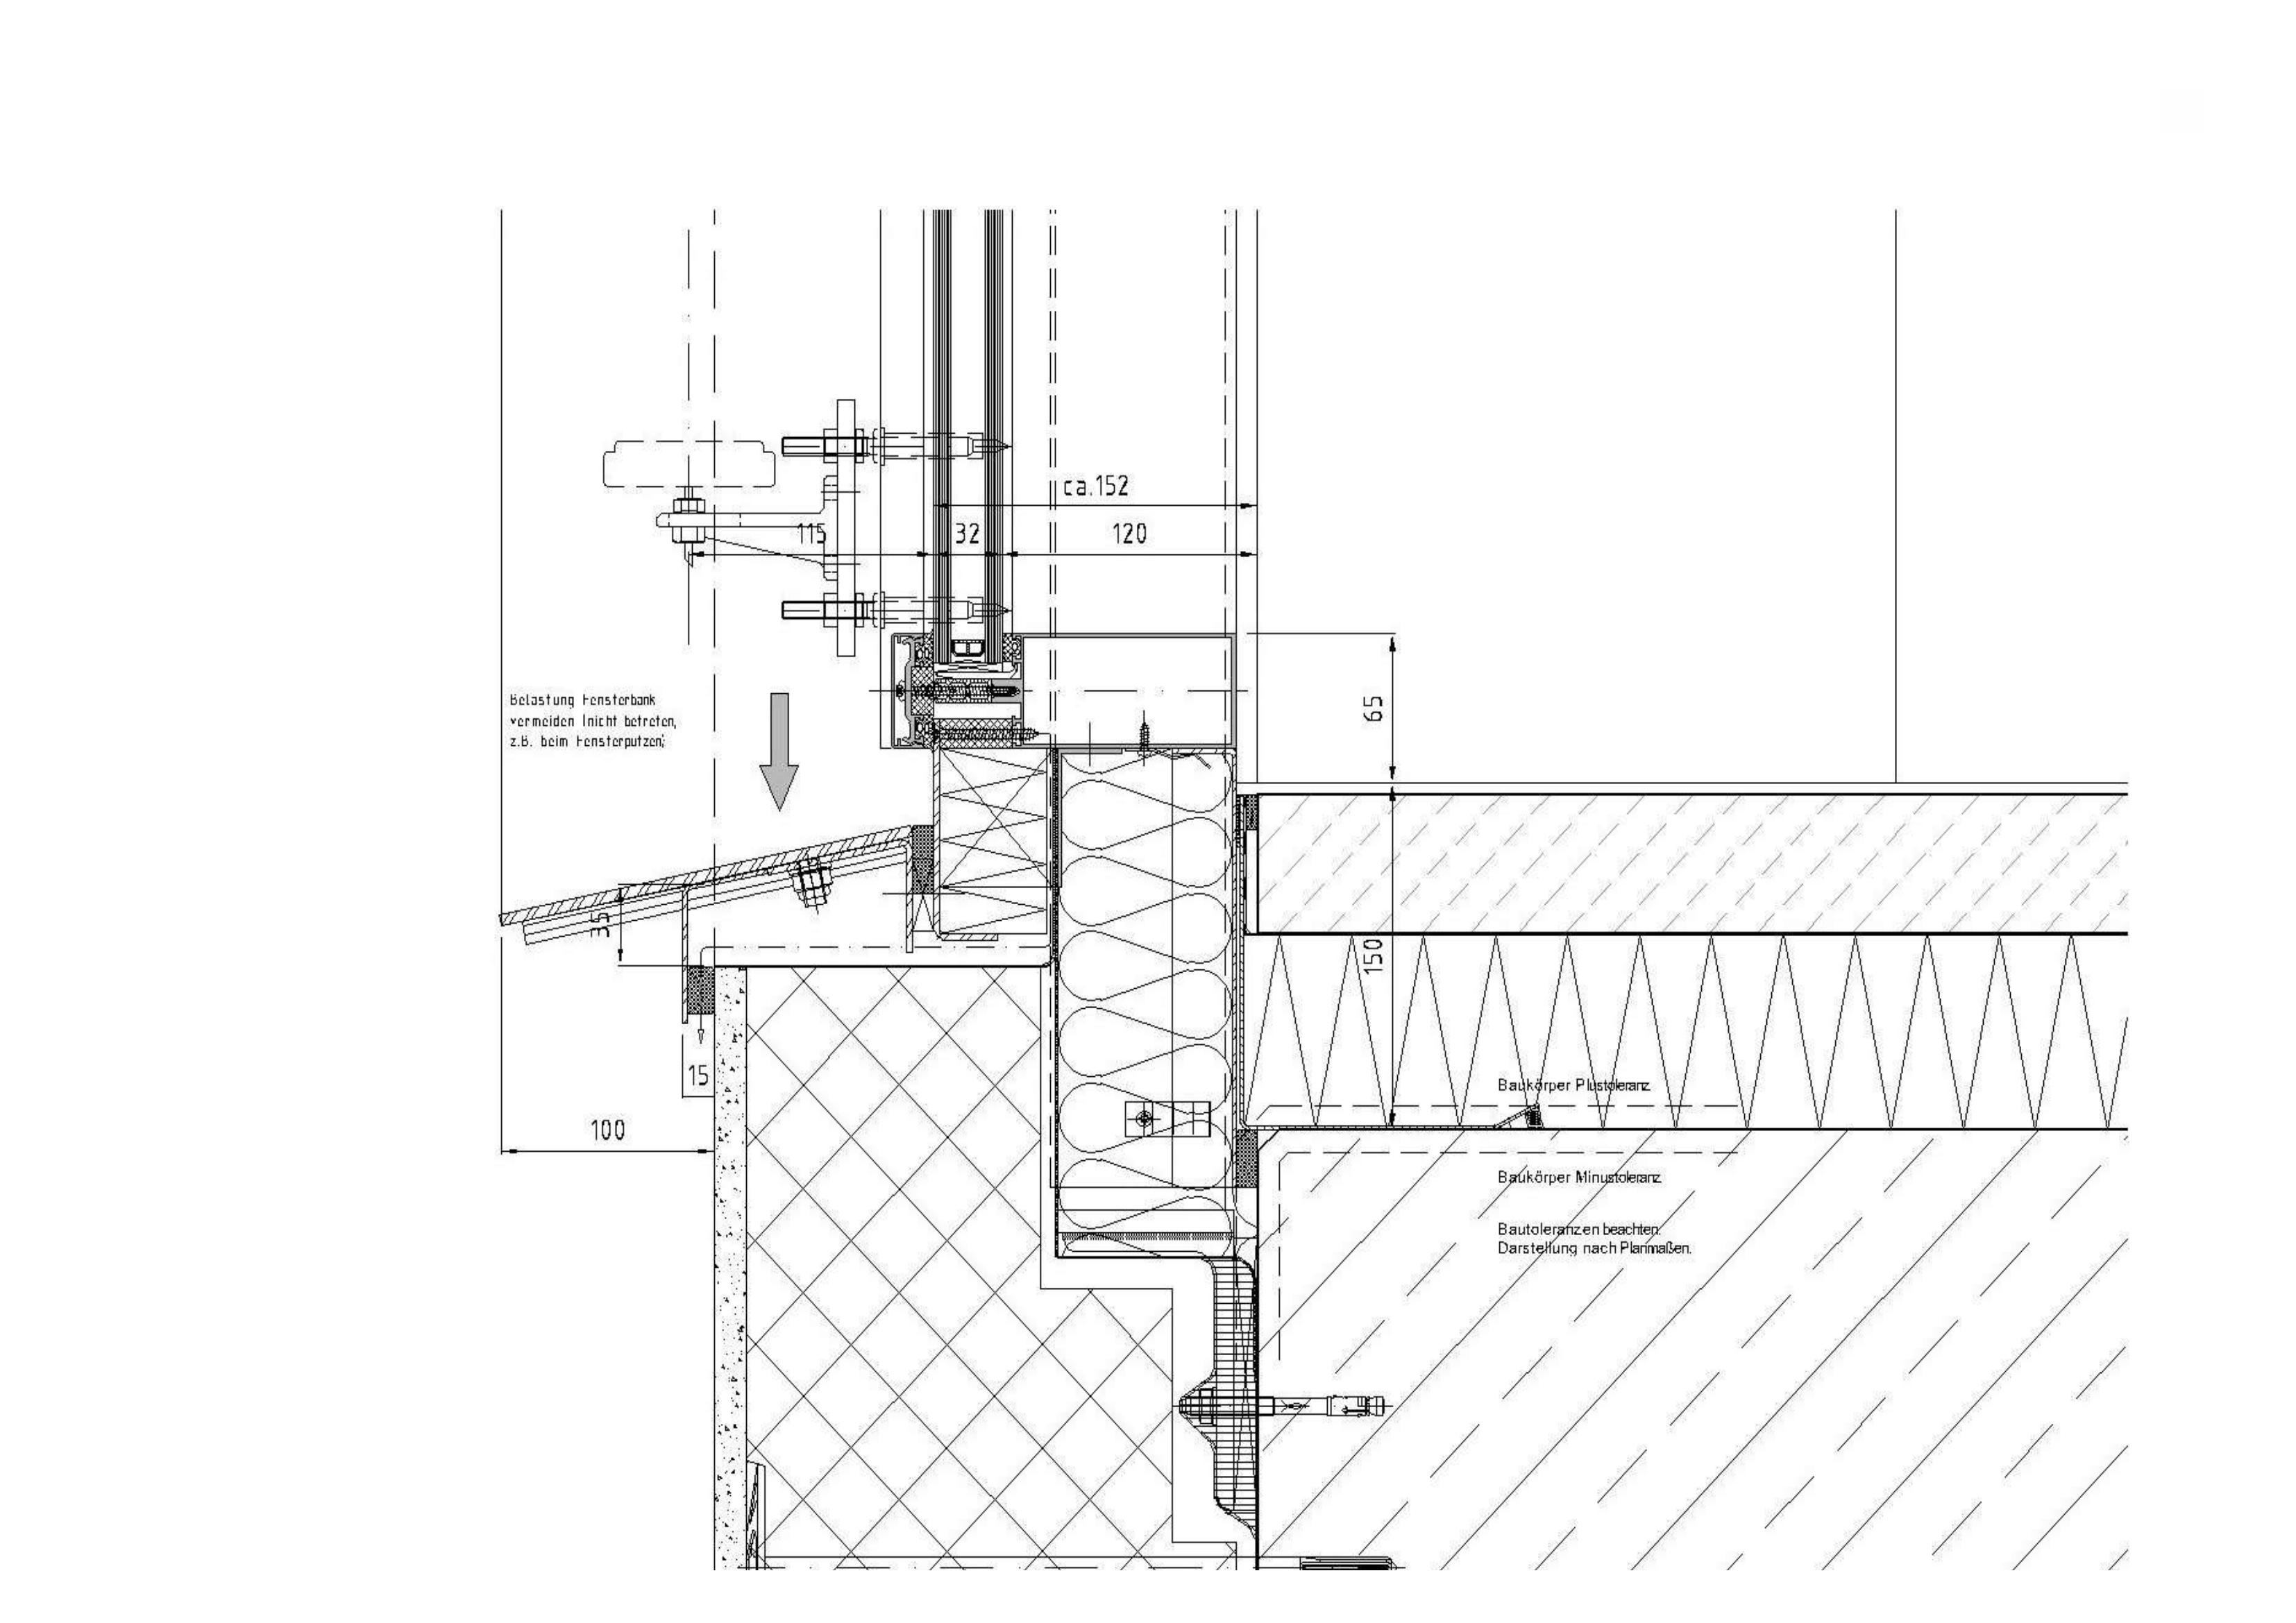 ca.152
115
32
120
65
Belastung Fensterbank
vermeiden (nicht betreten,
z.B. beim Fensterputzen;
35
150
15
Baukörper Plustoleranz
100
Baukörper Minustoleranz
Bautoleranzen beachten.
Darstellung nach Planmaßen.